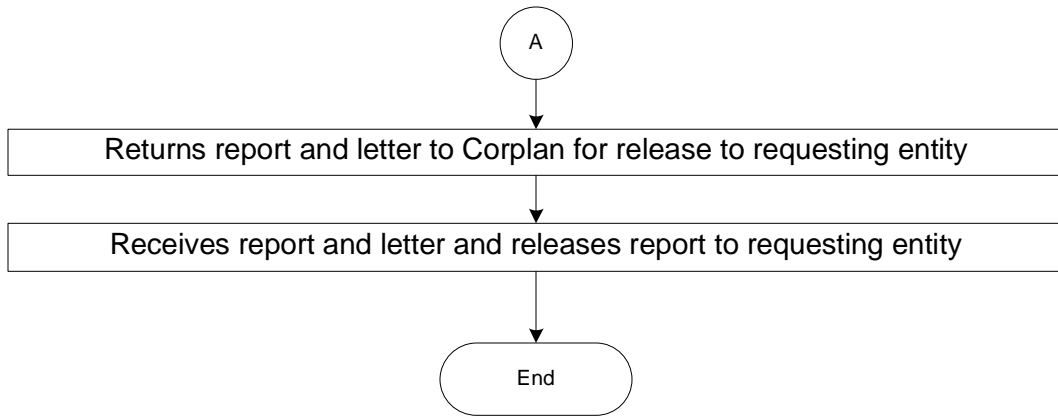 A
Returns report and letter to Corplan for release to requesting entity
Receives report and letter and releases report to requesting entity
End